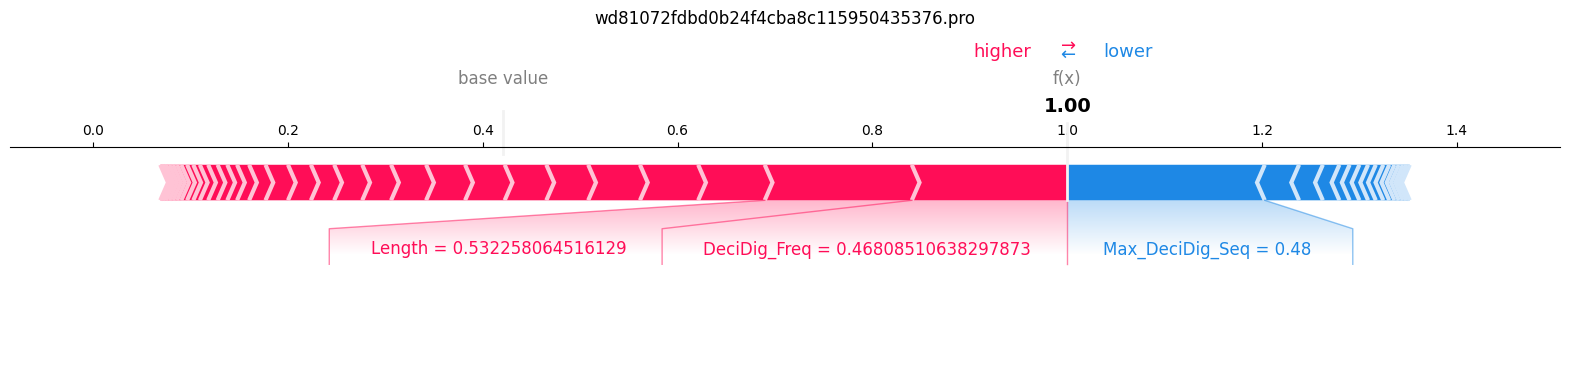 wd81072fdbd0b24f4cba8c115950435376.pro
higher → ← lower
base value f(x)
1.00
0.0 0.2 0.4 0.6 0.8 1 0 1.2 1.4
Length = 0.532258064516129 DeciDig_Freq = 0.46808510638297873 Max_DeciDig_Seq = 0.48